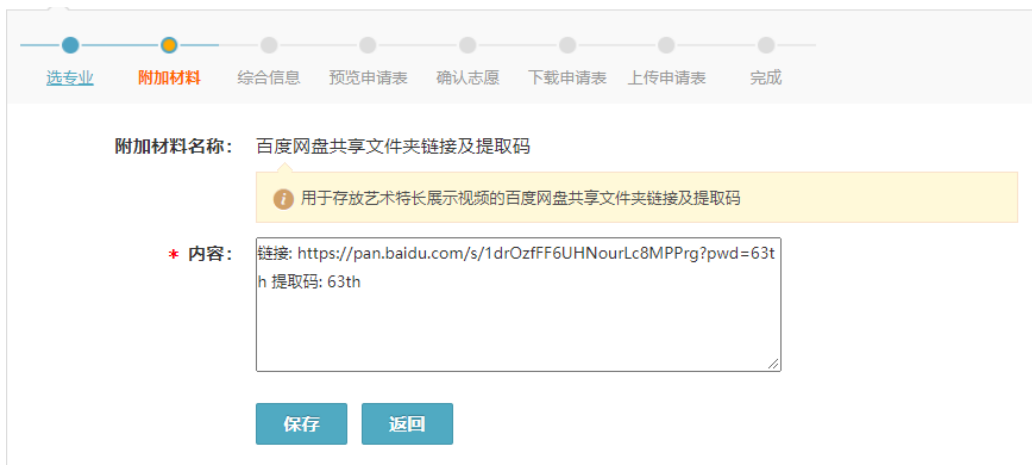 选专业 附加材料 综合信息 预览申请表 确认志愿 下载申请表 上传申请表 完成
附加材料名称： 百度网盘共享文件夹链接及提取码
i 用于存放艺术特长展示视频的百度网盘共享文件夹链接及提取码
* 内容： 链接: https://pan.baidu.com/s/1drOzfFF6UHNourLc8MPPrg?pwd=63t
h 提取码: 63th
保存 返回